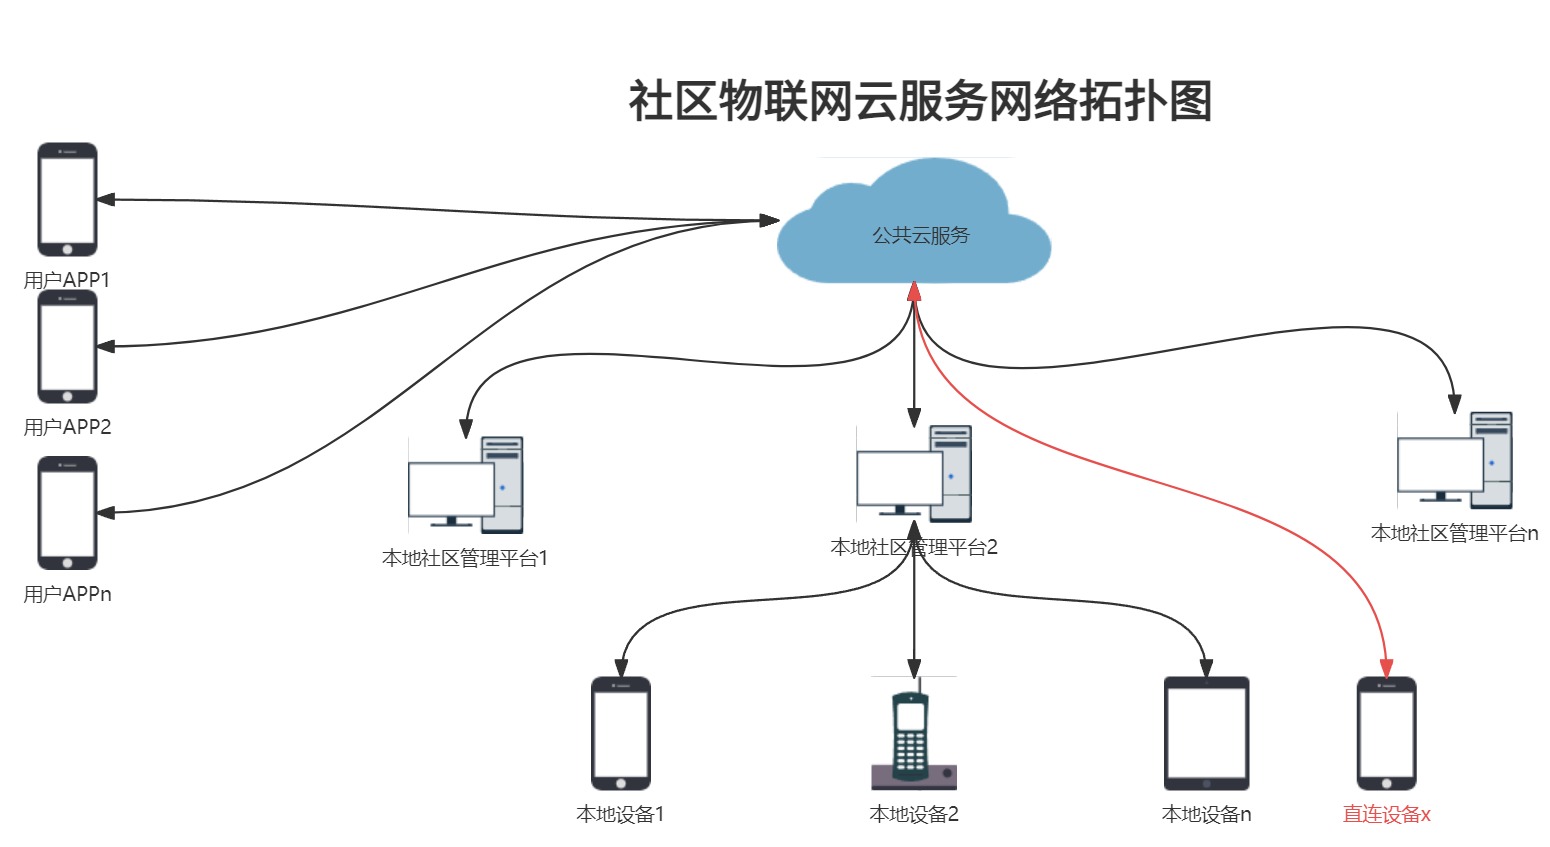 社区物联网云服务网络拓扑图
公共云服务
用户APP1
用户APP2
用户APPn
本地社区管理平台1
本地社区管理平台2
本地社区管理平台n
本地设备1
本地设备2
本地设备n
直连设备x